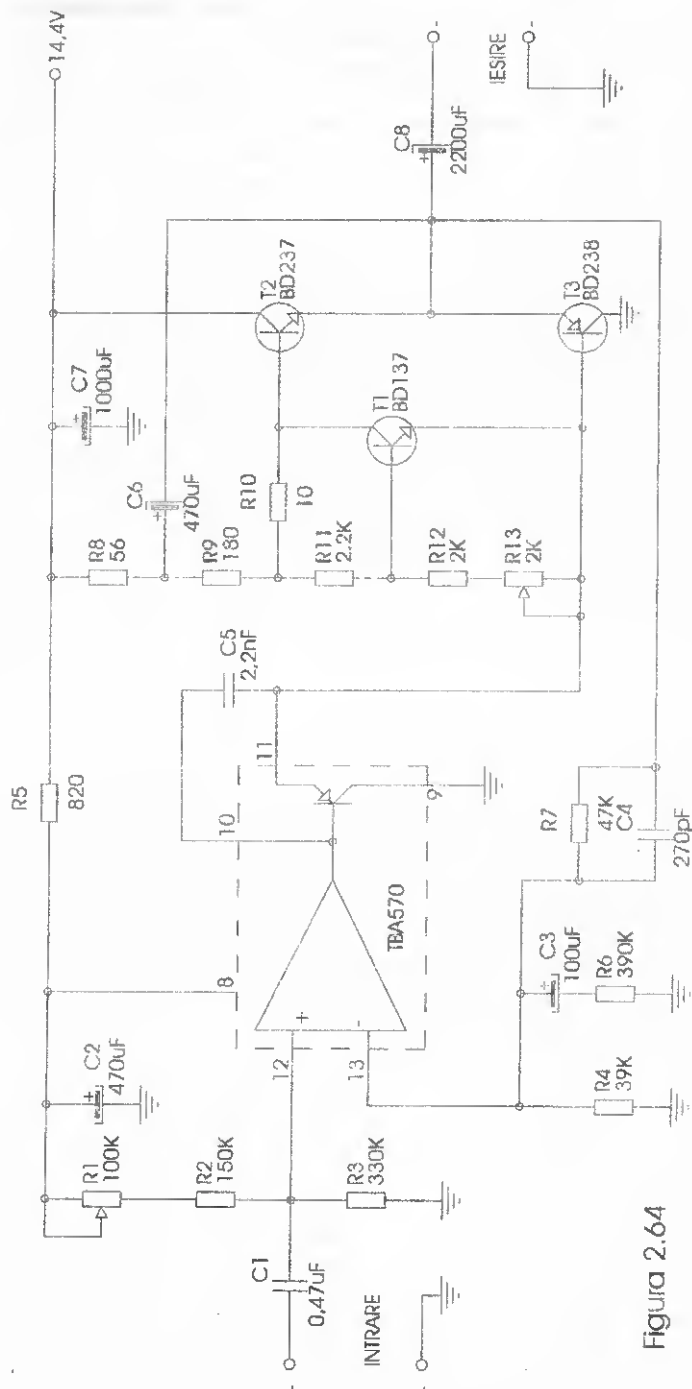 14,4V
R5
820
C7
1000uF
R8
56
C6
470uF
R9
180
R10
10
T2
BD237
T1
BD137
T3
BD238
C8
2200uF
IESIRE
R11
2.2K
R12
2K
R13
2K
C5
2,2nF
C2
470uF
8
10
11
9
12
13
TBA570
+
-
R1
100K
R2
150K
R3
330K
C1
0,47uF
INTRARE
R7
47K
C4
270pF
C3
100uF
R6
390K
R4
39K
Figura 2.64